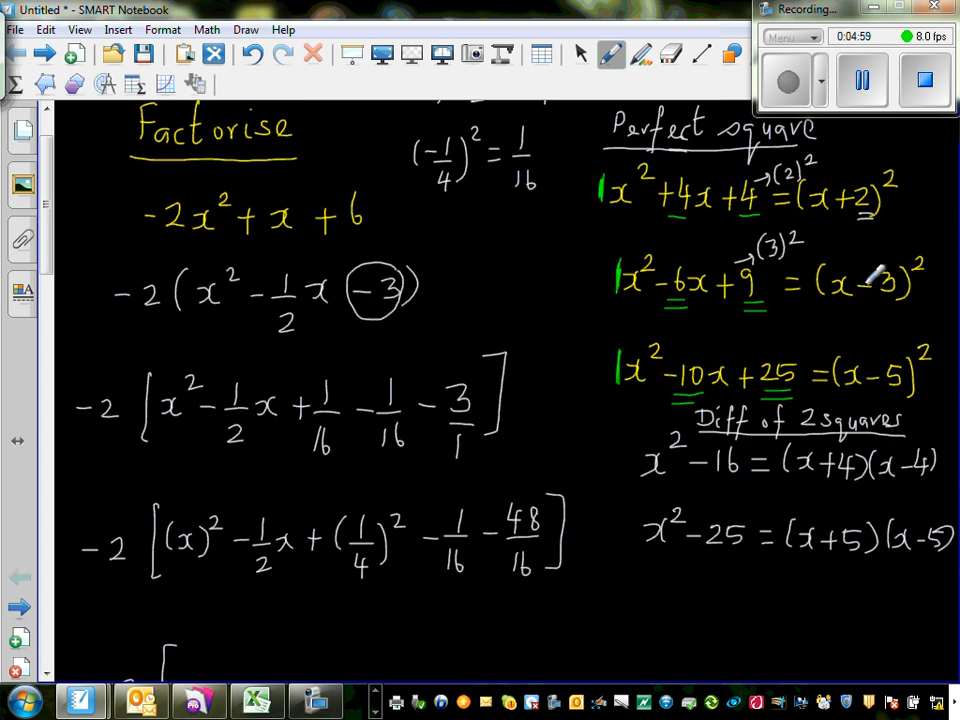 Untitled * - SMART Notebook
Recording...
File Edit View Insert Format Math Draw Help
Menu 0:04:59 8.0 fps
Factorise
(-1/4)² = 1/16
-2x² + x + 6
-2(x² - 1/2 x - 3)
-2[x² - 1/2 x + 1/16 - 1/16 - 3/1]
-2[(x)² - 1/2 x + (1/4)² - 1/16 - 48/16]
Perfect square
1x² + 4x + 4 → (2)² = (x + 2)²
1x² - 6x + 9 → (3)² = (x - 3)²
1x² - 10x + 25 = (x - 5)²
Diff of 2 squares
x² - 16 = (x+4)(x-4)
x² - 25 = (x+5)(x-5)